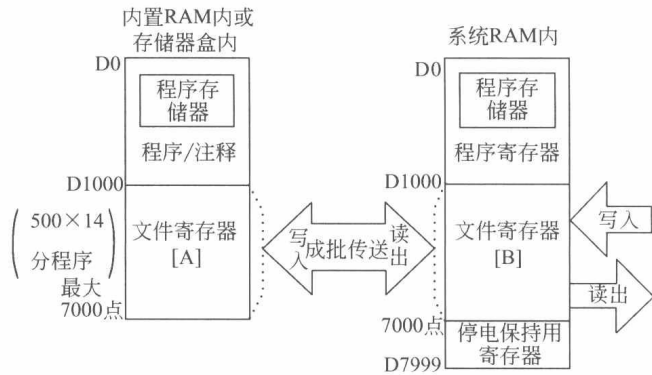 内置RAM内或
存储器盒内
D0
程序存
储器
程序/注释
D1000
500×14
分程序
最大
7000点
文件寄存器
[A]
写入
成批传送
读出
系统RAM内
D0
程序存
储器
程序寄存器
D1000
文件寄存器
[B]
写入
读出
7000点
停电保持用
寄存器
D7999